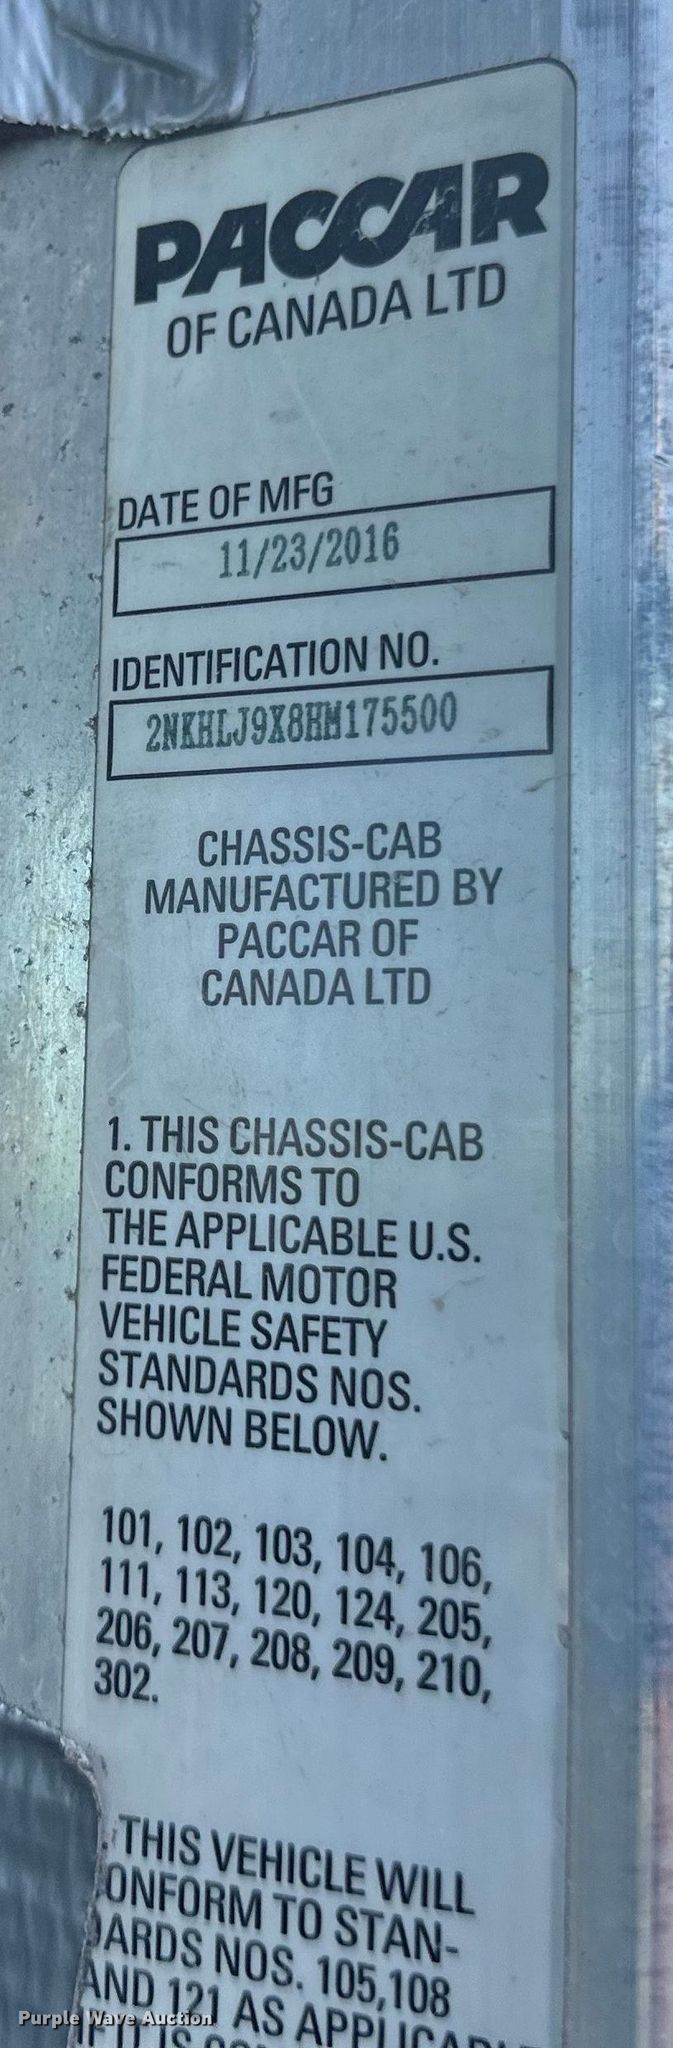 PACCAR
OF CANADA LTD
DATE OF MFG
11/23/2016
IDENTIFICATION NO.
2NKHLJ9X8HM175500
CHASSIS-CAB
MANUFACTURED BY
PACCAR OF
CANADA LTD
1. THIS CHASSIS-CAB
CONFORMS TO
THE APPLICABLE U.S.
FEDERAL MOTOR
VEHICLE SAFETY
STANDARDS NOS.
SHOWN BELOW.
101, 102, 103, 104, 106,
111, 113, 120, 124, 205,
206, 207, 208, 209, 210,
302.
. THIS VEHICLE WILL
ONFORM TO STAN-
DARDS NOS. 105,108
AND 121 AS APPLICABLE
IS
Purple Wave Auction